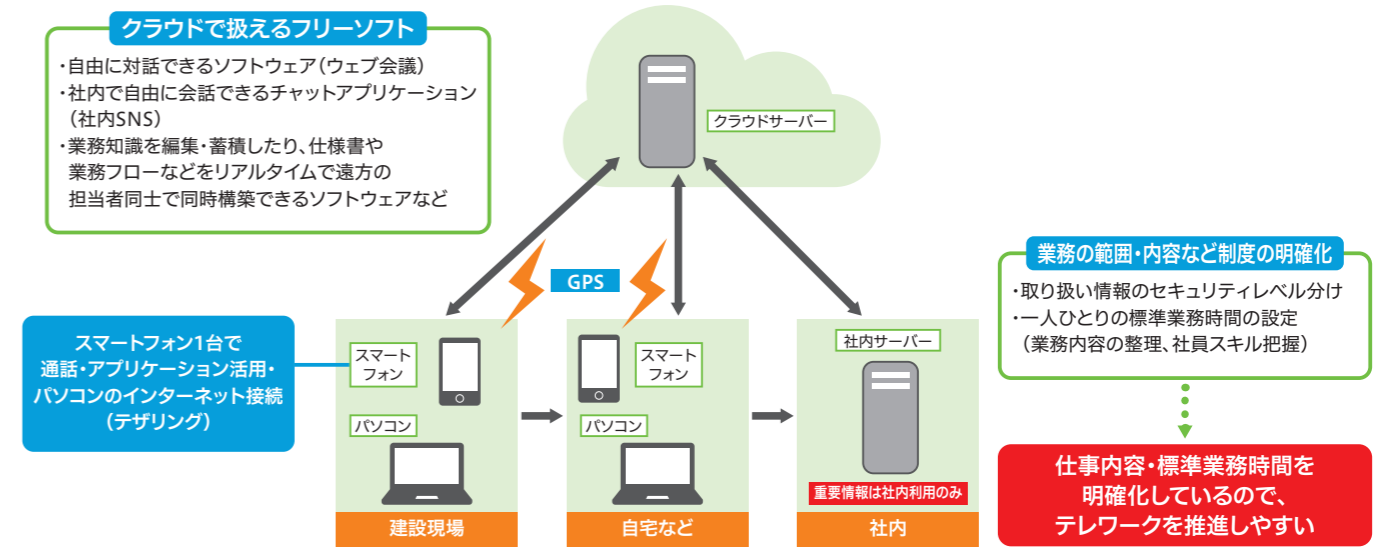 クラウドで扱えるフリーソフト
・自由に対話できるソフトウェア(ウェブ会議)
・社内で自由に会話できるチャットアプリケーション
(社内SNS)
・業務知識を編集・蓄積したり、仕様書や
業務フローなどをリアルタイムで遠方の
担当者同士で同時構築できるソフトウェアなど
クラウドサーバー
GPS
スマートフォン1台で
通話・アプリケーション活用・
パソコンのインターネット接続
(テザリング)
スマート
フォン
パソコン
建設現場
スマート
フォン
パソコン
自宅など
社内サーバー
重要情報は社内利用のみ
社内
業務の範囲・内容など制度の明確化
・取り扱い情報のセキュリティレベル分け
・一人ひとりの標準業務時間の設定
(業務内容の整理、社員スキル把握)
仕事内容・標準業務時間を
明確化しているので、
テレワークを推進しやすい